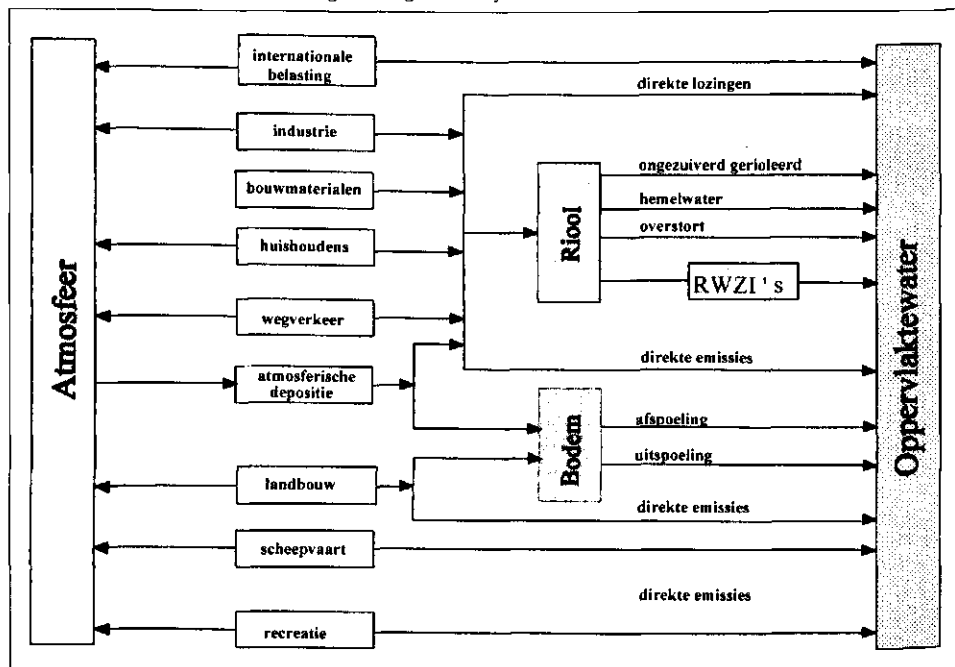 internationale
belasting
direkte lozingen
industrie
ongezuiverd gerioleerd
bouwmaterialen
hemelwater
Riool
overstort
huishoudens
RWZI's
wegverkeer
direkte emissies
Atmosfeer
atmosferische
depositie
Oppervlaktewater
afspoeling
Bodem
uitspoeling
landbouw
direkte emissies
scheepvaart
direkte emissies
recreatie